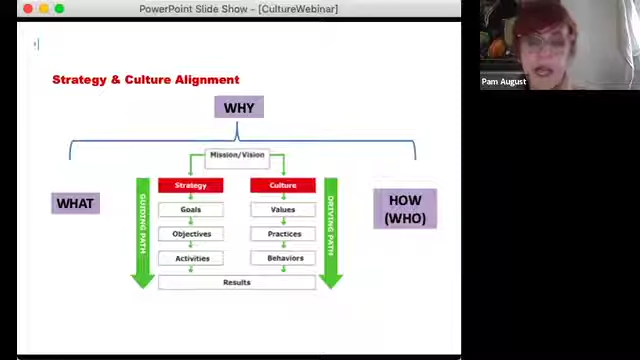 PowerPoint Slide Show - [CultureWebinar]
Pam August
Strategy & Culture Alignment
WHY
Mission/Vision
Strategy
Culture
WHAT
GUIDING PATH
Goals
Values
DRIVING PATH
HOW
(WHO)
Objectives
Practices
Activities
Behaviors
Results